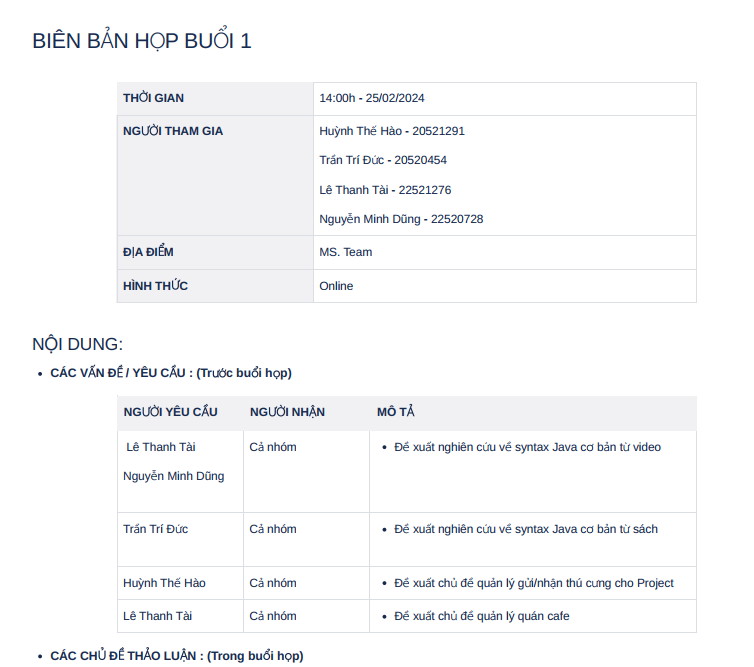 BIÊN BẢN HỌP BUỔI 1
THỜI GIAN 14:00h - 25/02/2024
NGƯỜI THAM GIA Huỳnh Thế Hào - 20521291
Trần Trí Đức - 20520454
Lê Thanh Tài - 22521276
Nguyễn Minh Dũng - 22520728
ĐỊA ĐIỂM MS. Team
HÌNH THỨC Online
NỘI DUNG:
• CÁC VẤN ĐỀ / YÊU CẦU : (Trước buổi họp)
NGƯỜI YÊU CẦU NGƯỜI NHẬN MÔ TẢ
Lê Thanh Tài Cả nhóm • Đề xuất nghiên cứu về syntax Java cơ bản từ video
Nguyễn Minh Dũng
Trần Trí Đức Cả nhóm • Đề xuất nghiên cứu về syntax Java cơ bản từ sách
Huỳnh Thế Hào Cả nhóm • Đề xuất chủ đề quản lý gửi/nhận thú cưng cho Project
Lê Thanh Tài Cả nhóm • Đề xuất chủ đề quản lý quán cafe
• CÁC CHỦ ĐỀ THẢO LUẬN : (Trong buổi họp)